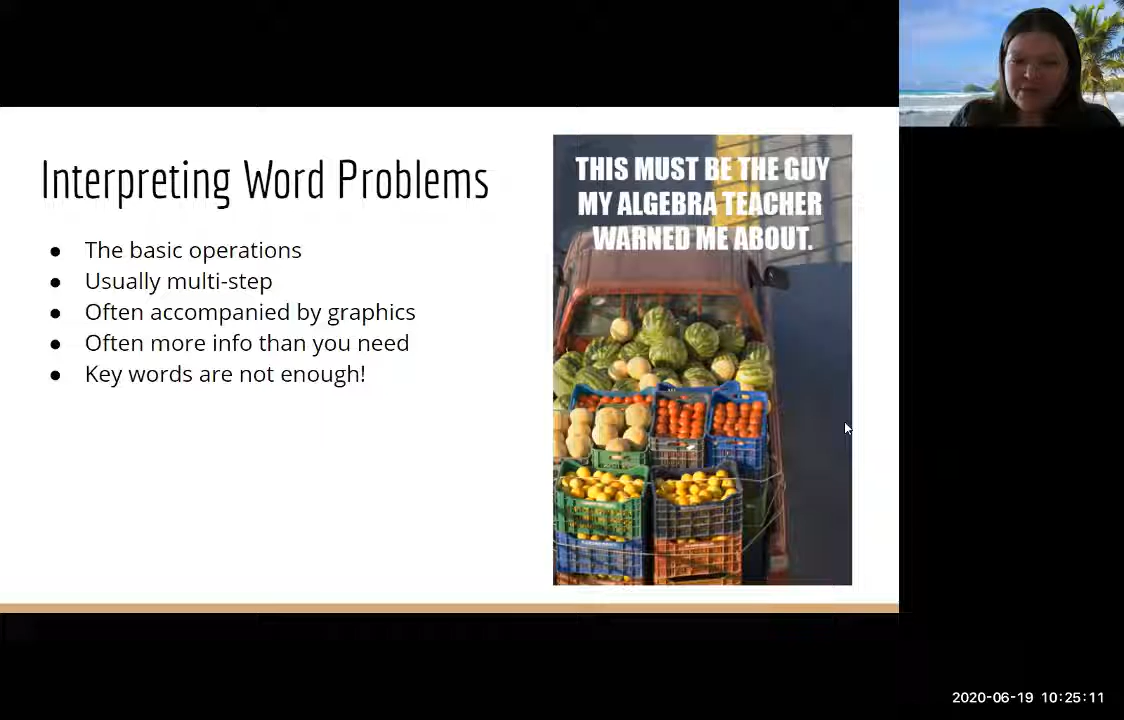 Interpreting Word Problems
● The basic operations
● Usually multi-step
● Often accompanied by graphics
● Often more info than you need
● Key words are not enough!
THIS MUST BE THE GUY
MY ALGEBRA TEACHER
WARNED ME ABOUT.
2020-06-19 10:25:11